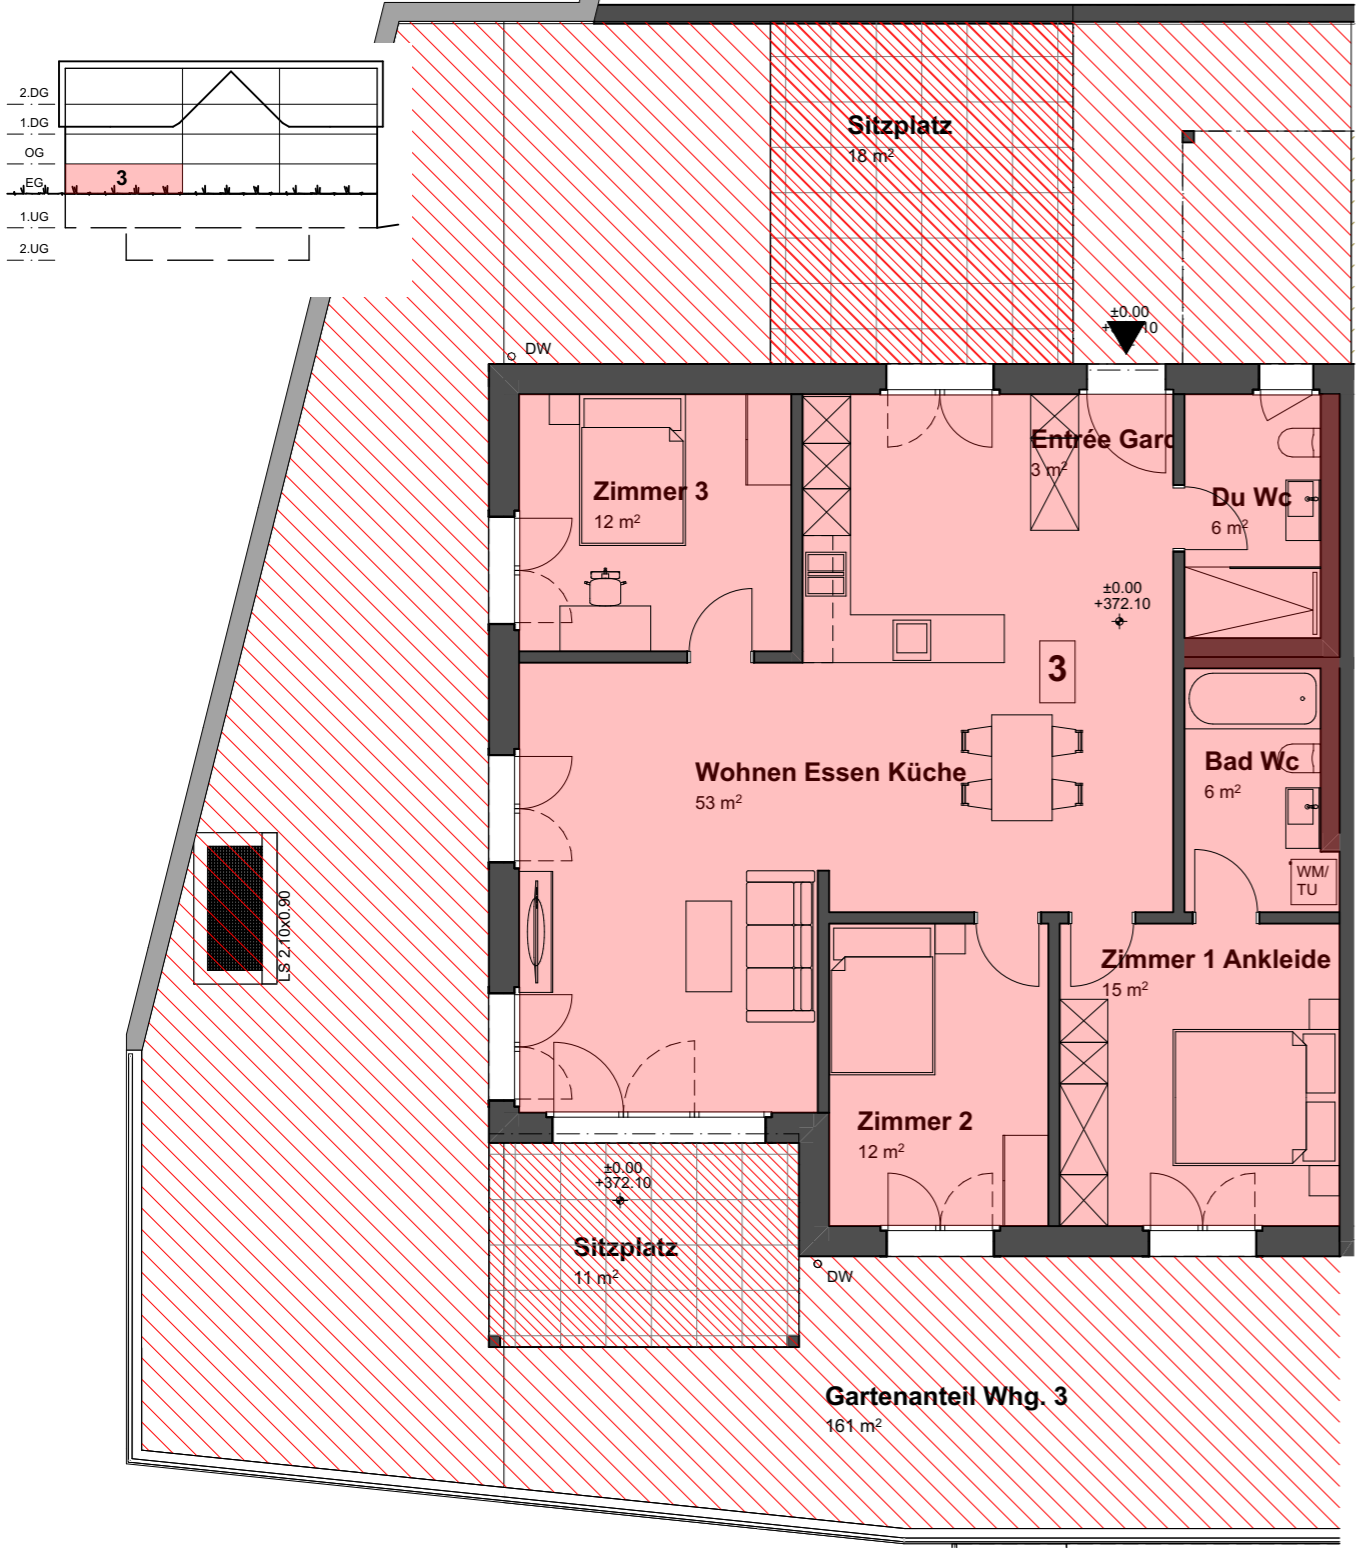 2.DG
1.DG
OG
EG
3
1.UG
2.UG
Sitzplatz
18 m²
±0.00
DW
Entrée Gard
3 m²
Zimmer 3
12 m²
Du Wc
6 m²
±0.00
+372.10
3
Wohnen Essen Küche
53 m²
Bad Wc
6 m²
WM/
TU
LS 2.10x0.90
Zimmer 1 Ankleide
15 m²
Zimmer 2
12 m²
±0.00
+372.10
Sitzplatz
11 m²
DW
Gartenanteil Whg. 3
161 m²